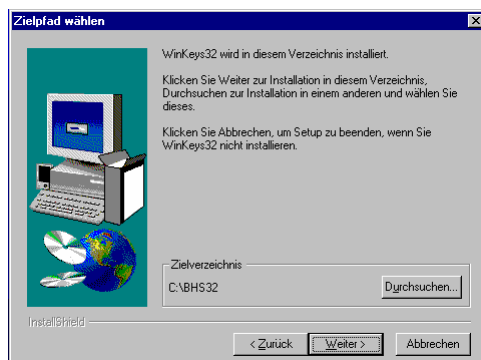 Zielpfad wählen
WinKeys32 wird in diesem Verzeichnis installiert.
Klicken Sie Weiter zur Installation in diesem Verzeichnis,
Durchsuchen zur Installation in einem anderen und wählen Sie
dieses.
Klicken Sie Abbrechen, um Setup zu beenden, wenn Sie
WinKeys32 nicht installieren.
Zielverzeichnis
C:\BHS32
Durchsuchen...
InstallShield
< Zurück Weiter > Abbrechen